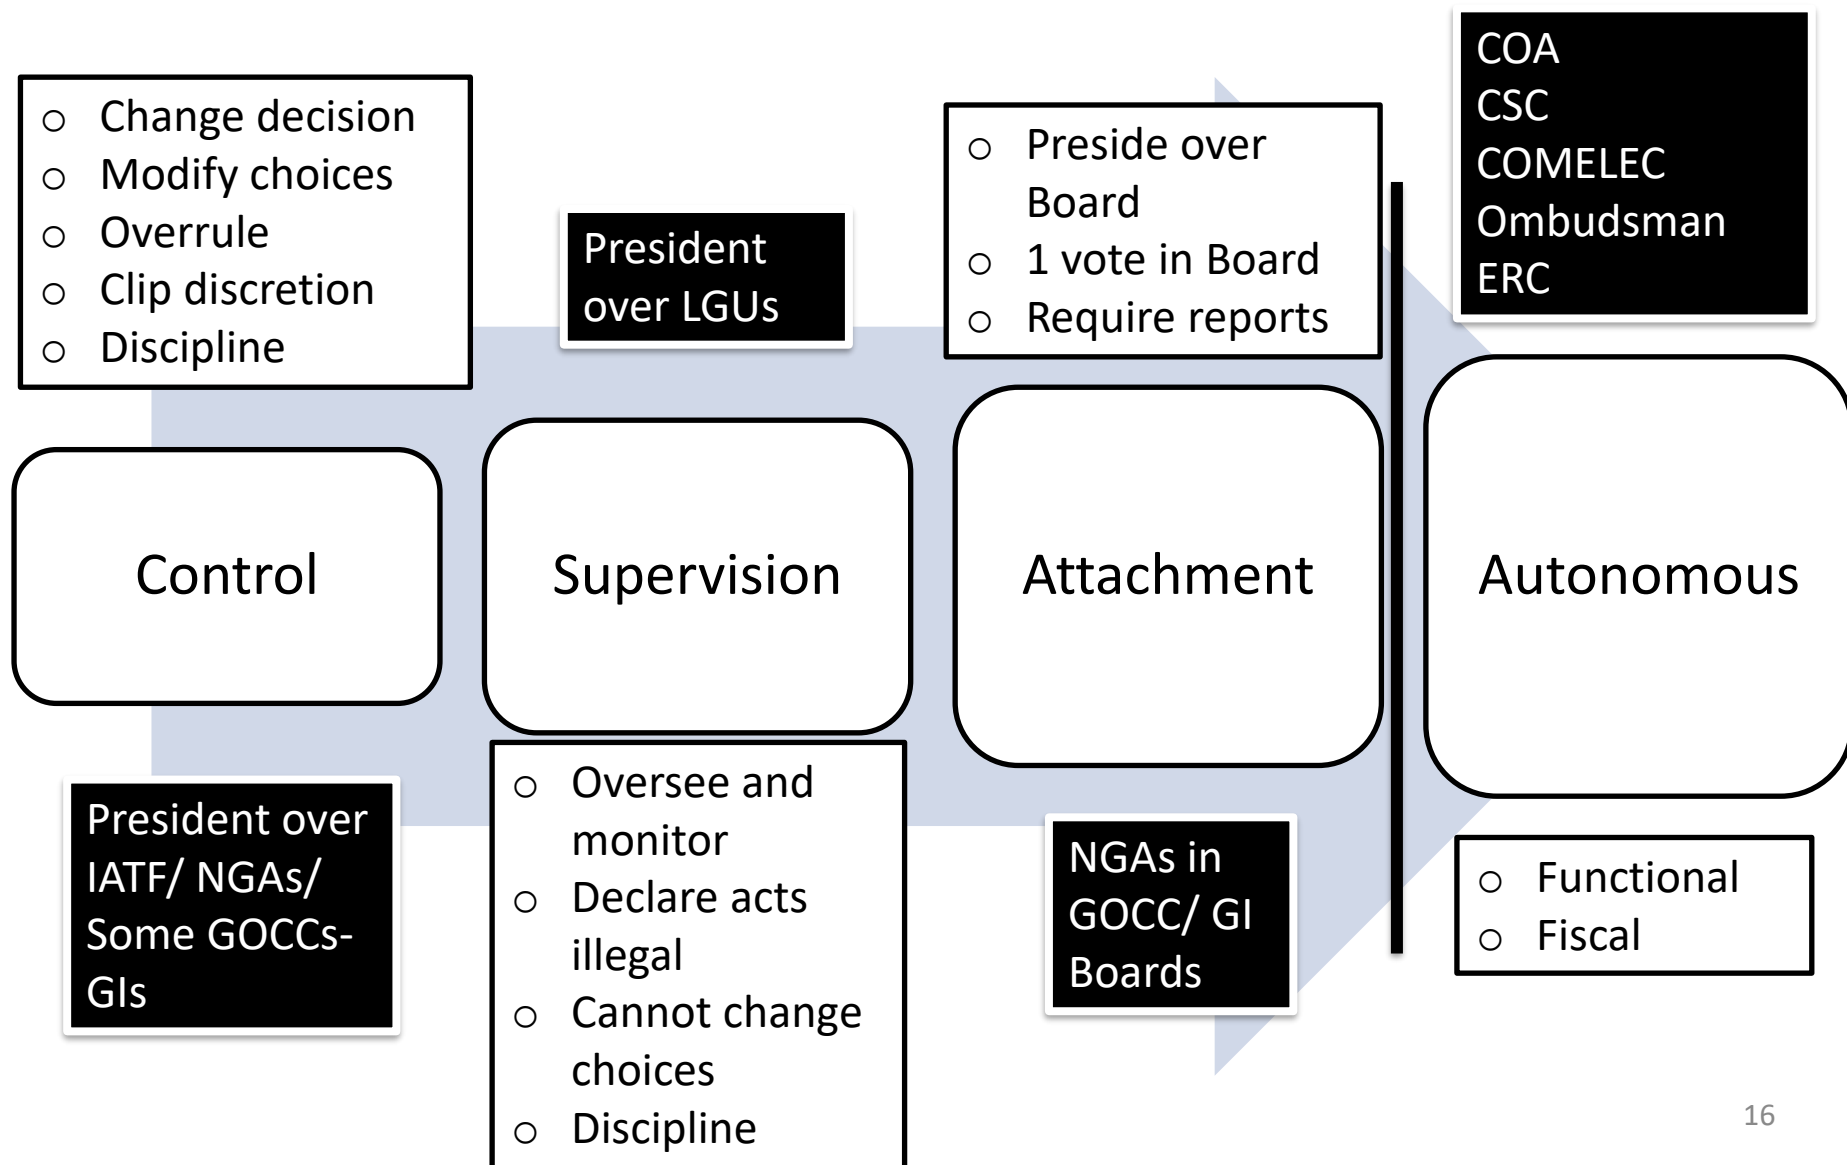 ○ Change decision
○ Modify choices
○ Overrule
○ Clip discretion
○ Discipline
President
over LGUs
○ Preside over
Board
○ 1 vote in Board
○ Require reports
COA
CSC
COMELEC
Ombudsman
ERC
Control
Supervision
Attachment
Autonomous
President over
IATF/ NGAs/
Some GOCCs-
GIs
○ Oversee and
monitor
○ Declare acts
illegal
○ Cannot change
choices
○ Discipline
NGAs in
GOCC/ GI
Boards
○ Functional
○ Fiscal
16